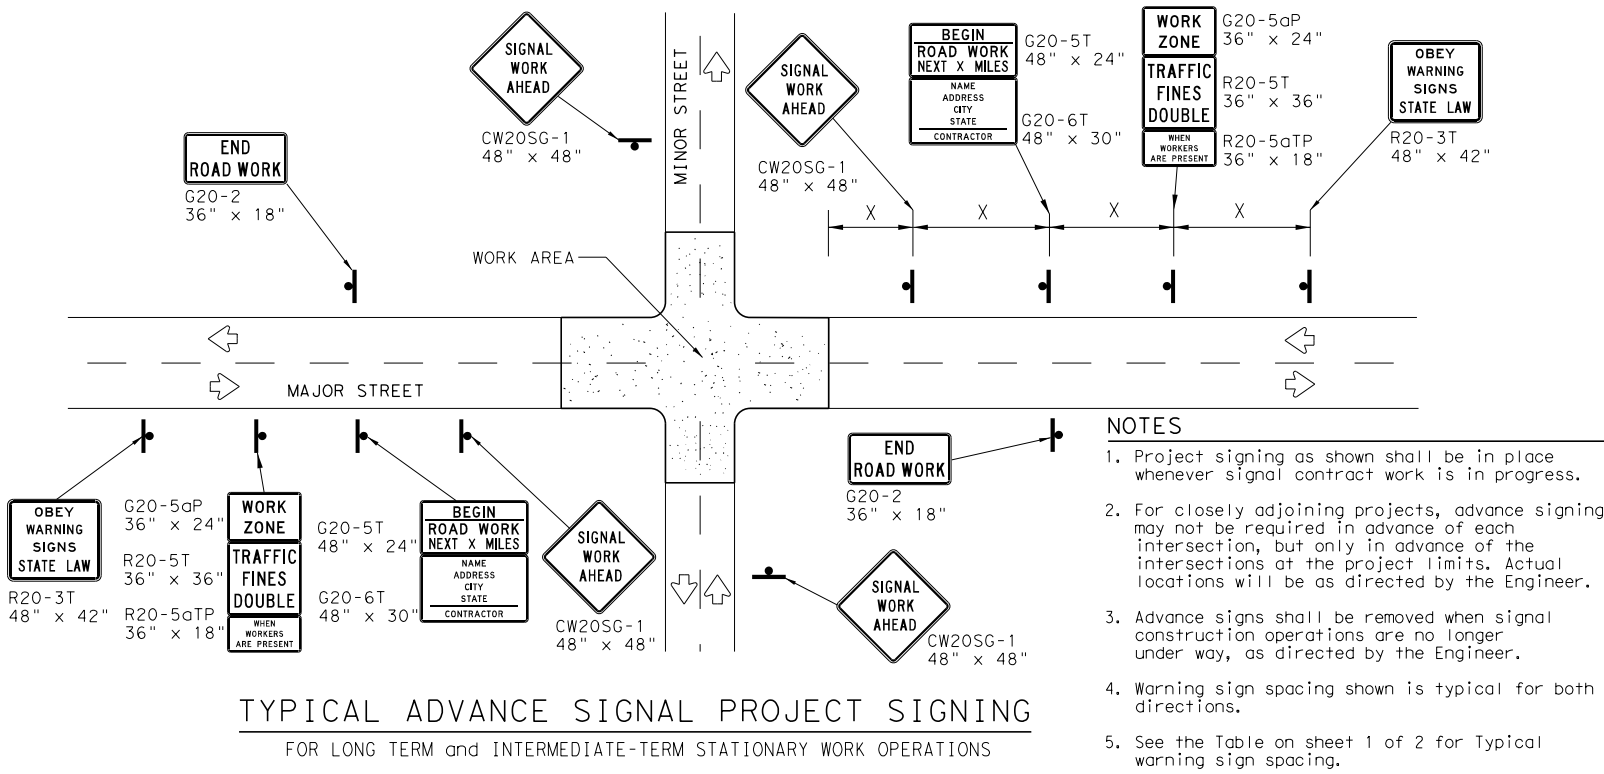 SIGNAL
WORK
AHEAD
CW20SG-1
48" x 48"
END
ROAD WORK
G20-2
36" x 18"
MINOR STREET
SIGNAL
WORK
AHEAD
CW20SG-1
48" x 48"
BEGIN
ROAD WORK
NEXT X MILES
NAME
ADDRESS
CITY
STATE
CONTRACTOR
G20-5T
48" x 24"
G20-6T
48" x 30"
WORK
ZONE
TRAFFIC
FINES
DOUBLE
WHEN
WORKERS
ARE PRESENT
G20-5aP
36" x 24"
R20-5T
36" x 36"
R20-5aTP
36" x 18"
OBEY
WARNING
SIGNS
STATE LAW
R20-3T
48" x 42"
X
X
X
X
WORK AREA
MAJOR STREET
OBEY
WARNING
SIGNS
STATE LAW
R20-3T
48" x 42"
G20-5aP
36" x 24"
R20-5T
36" x 36"
R20-5aTP
36" x 18"
WORK
ZONE
TRAFFIC
FINES
DOUBLE
WHEN
WORKERS
ARE PRESENT
G20-5T
48" x 24"
G20-6T
48" x 30"
BEGIN
ROAD WORK
NEXT X MILES
NAME
ADDRESS
CITY
STATE
CONTRACTOR
SIGNAL
WORK
AHEAD
CW20SG-1
48" x 48"
END
ROAD WORK
G20-2
36" x 18"
SIGNAL
WORK
AHEAD
CW20SG-1
48" x 48"
NOTES
1. Project signing as shown shall be in place
whenever signal contract work is in progress.
2. For closely adjoining projects, advance signing
may not be required in advance of each
intersection, but only in advance of the
intersections at the project limits. Actual
locations will be as directed by the Engineer.
3. Advance signs shall be removed when signal
construction operations are no longer
under way, as directed by the Engineer.
4. Warning sign spacing shown is typical for both
directions.
5. See the Table on sheet 1 of 2 for Typical
warning sign spacing.
TYPICAL ADVANCE SIGNAL PROJECT SIGNING
FOR LONG TERM and INTERMEDIATE-TERM STATIONARY WORK OPERATIONS